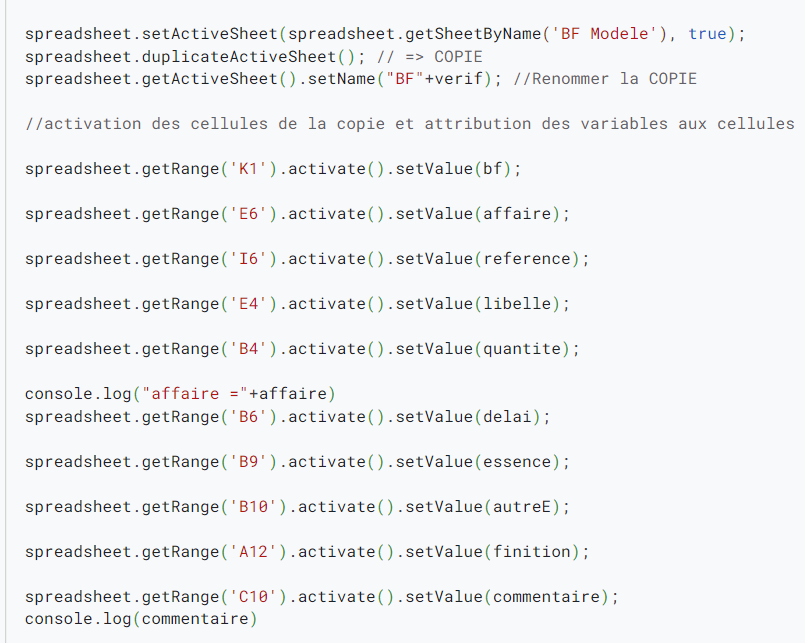 spreadsheet.setActiveSheet(spreadsheet.getSheetByName('BF Modele'), true);
spreadsheet.duplicateActiveSheet(); // => COPIE
spreadsheet.getActiveSheet().setName("BF"+verif); //Renommer la COPIE
//activation des cellules de la copie et attribution des variables aux cellules
spreadsheet.getRange('K1').activate().setValue(bf);
spreadsheet.getRange('E6').activate().setValue(affaire);
spreadsheet.getRange('I6').activate().setValue(reference);
spreadsheet.getRange('E4').activate().setValue(libelle);
spreadsheet.getRange('B4').activate().setValue(quantite);
console.log("affaire ="+affaire)
spreadsheet.getRange('B6').activate().setValue(delai);
spreadsheet.getRange('B9').activate().setValue(essence);
spreadsheet.getRange('B10').activate().setValue(autreE);
spreadsheet.getRange('A12').activate().setValue(finition);
spreadsheet.getRange('C10').activate().setValue(commentaire);
console.log(commentaire)